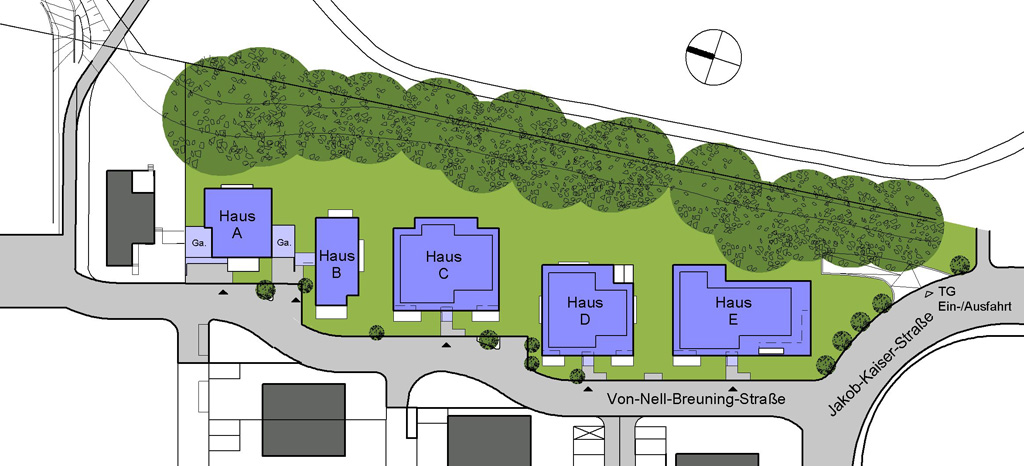 Haus
A
Ga.
Ga.
Haus
B
Haus
C
Haus
D
Haus
E
TG
Ein-/Ausfahrt
Jakob-Kaiser-Straße
Von-Nell-Breuning-Straße